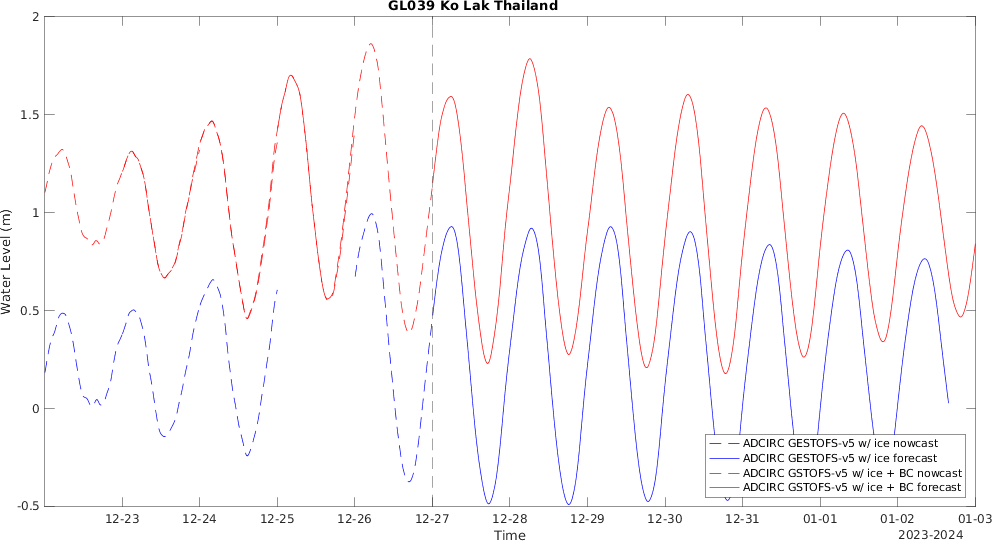 GL039 Ko Lak Thailand
2
1.5
1
0.5
0
-0.5
Water Level (m)
ADCIRC GESTOFS-v5 w/ ice nowcast
ADCIRC GESTOFS-v5 w/ ice forecast
ADCIRC GSTOFS-v5 w/ ice + BC nowcast
ADCIRC GSTOFS-v5 w/ ice + BC forecast
12-23 12-24 12-25 12-26 12-27 12-28 12-29 12-30 12-31 01-01 01-02 01-03
Time
2023-2024